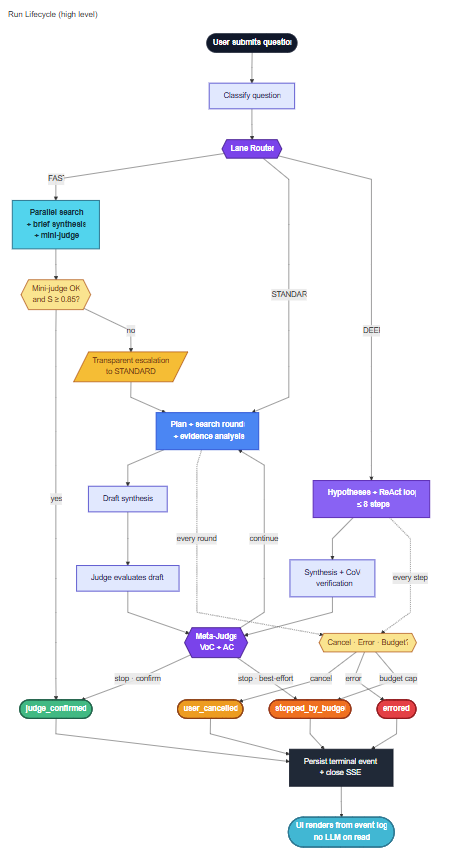 Run Lifecycle (high level)
User submits question
Classify question
Lane Router
FAST
STANDAR
DEEI
Parallel search
+ brief synthesis
+ mini-judge
Mini-judge OK
and S ≥ 0.85?
no
Transparent escalation
to STANDARD
Plan + search round
+ evidence analysis
Hypotheses + ReAct loop
≤ 8 steps
Draft synthesis
yes
every round
continue
Judge evaluates draft
Synthesis + CoV
verification
every step
Meta-Judge
VoC + AC
Cancel · Error · Budget?
stop · confirm
stop · best-effort
cancel
error
budget cap
judge_confirmed
user_cancelled
stopped_by_budge
errored
Persist terminal event
+ close SSE
UI renders from event log
no LLM on read